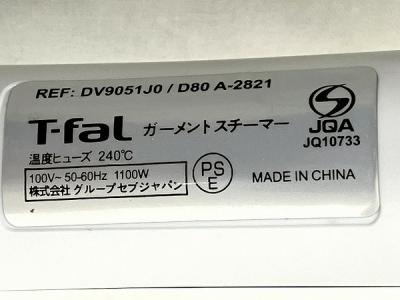 REF: DV9051J0 / D80 A-2821
T-fal ガーメントスチーマー
JQA
JQ10733
温度ヒューズ 240℃
100V~ 50-60Hz 1100W
株式会社グループセブジャパン
PS
E
MADE IN CHINA